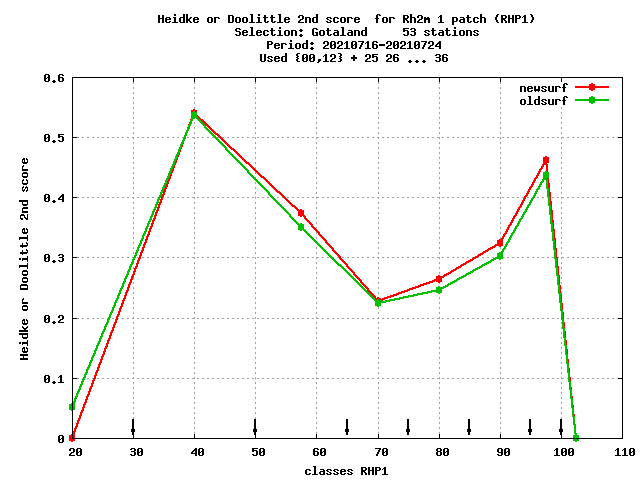 Heidke or Doolittle 2nd score  for Rh2m 1 patch (RHP1)
Selection: Gotaland     53 stations
Period: 20210716-20210724
Used {00,12} + 25 26 ... 36
newsurf
oldsurf
Heidke or Doolittle 2nd score
0.6
0.5
0.4
0.3
0.2
0.1
0
20 30 40 50 60 70 80 90 100 110
classes RHP1